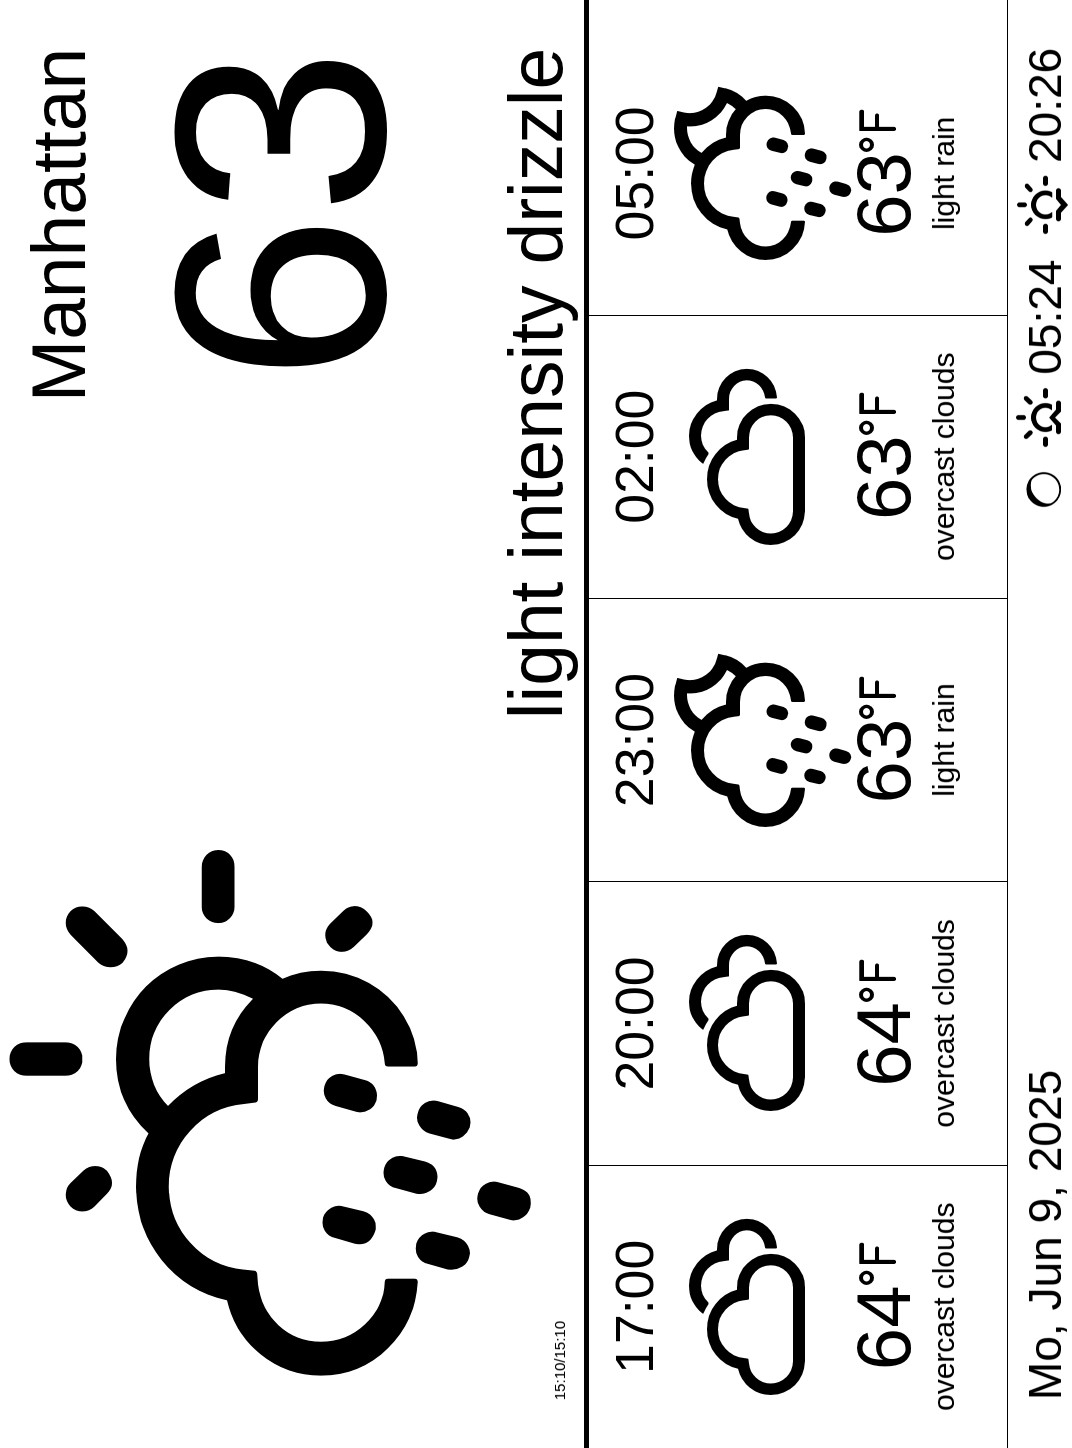 Manhattan
63
light intensity drizzle
15:10/15:10
17:00 20:00 23:00 02:00 05:00
64°F 64°F 63°F 63°F 63°F
overcast clouds overcast clouds light rain overcast clouds light rain
Mo, Jun 9, 2025 05:24 20:26